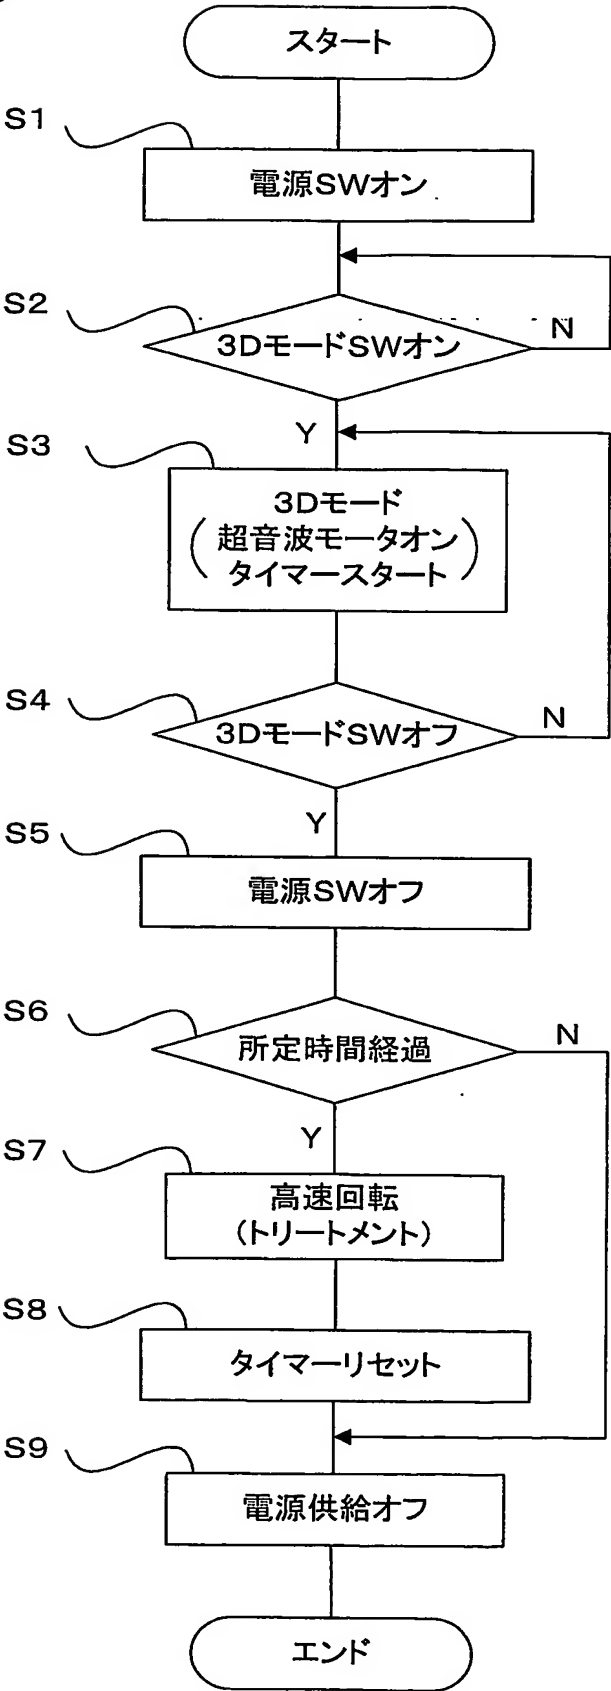 スタート
S1
電源SWオン
S2
3DモードSWオン
N
Y
S3
3Dモード
(超音波モータオン
タイマースタート)
S4
3DモードSWオフ
N
Y
S5
電源SWオフ
S6
所定時間経過
N
Y
S7
高速回転
(トリートメント)
S8
タイマーリセット
S9
電源供給オフ
エンド